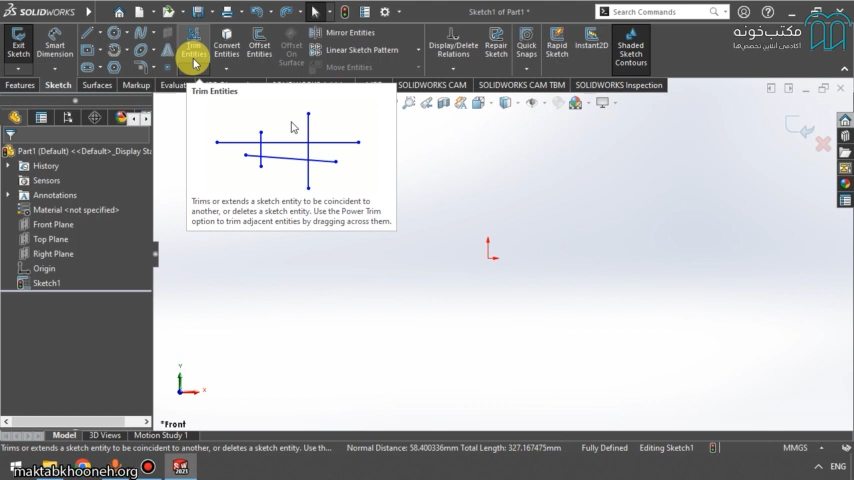 SOLIDWORKS
Sketch1 of Part1 *
Search Commands
مکتب‌خونه
آکادمی آنلاین تخصص‌ها
Exit Sketch
Smart Dimension
Trim Entities
Convert Entities
Offset Entities
Offset On Surface
Mirror Entities
Linear Sketch Pattern
Move Entities
Display/Delete Relations
Repair Sketch
Quick Snaps
Rapid Sketch
Instant2D
Shaded Sketch Contours
Features
Sketch
Surfaces
Markup
Evaluat
SOLIDWORKS CAM
SOLIDWORKS CAM TBM
SOLIDWORKS Inspection
Trim Entities
Trims or extends a sketch entity to be coincident to
another, or deletes a sketch entity. Use the Power Trim
option to trim adjacent entities by dragging across them.
Part1 (Default) <<Default>_Display Sta
History
Sensors
Annotations
Material <not specified>
Front Plane
Top Plane
Right Plane
Origin
Sketch1
Y
X
*Front
Model
3D Views
Motion Study 1
Trims or extends a sketch entity to be coincident to another, or deletes a sketch entity. Use th...
Normal Distance: 58.400336mm Total Length: 327.167475mm
Fully Defined
Editing Sketch1
MMGS
maktabkhooneh.org
SW
2021
ENG